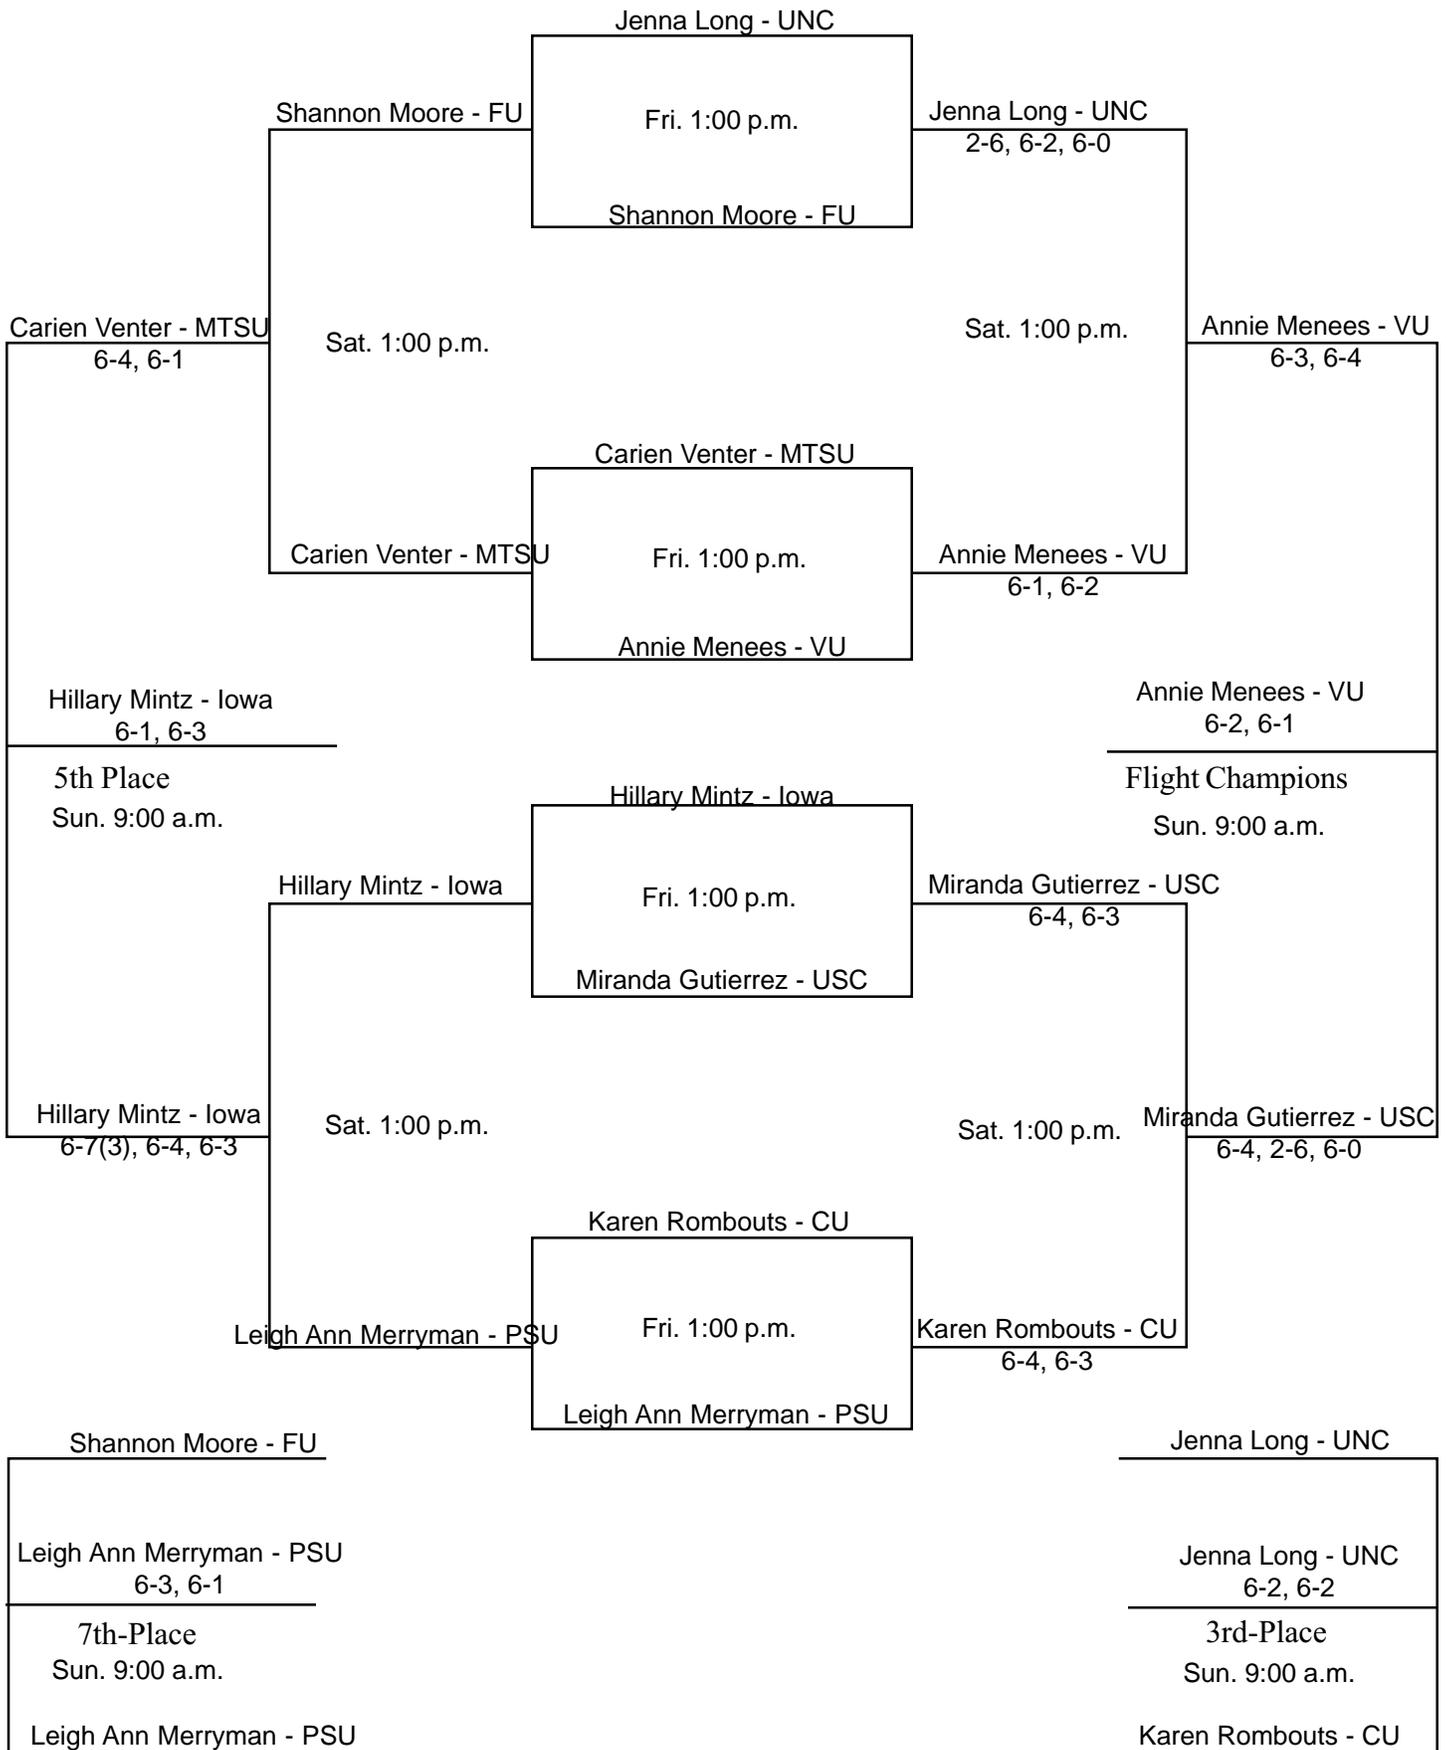 Jenna Long - UNC
Shannon Moore - FU
Fri. 1:00 p.m.
Jenna Long - UNC
2-6, 6-2, 6-0
Shannon Moore - FU
Carien Venter - MTSU
6-4, 6-1
Sat. 1:00 p.m.
Sat. 1:00 p.m.
Annie Menees - VU
6-3, 6-4
Carien Venter - MTSU
Carien Venter - MTSU
Fri. 1:00 p.m.
Annie Menees - VU
6-1, 6-2
Annie Menees - VU
Hillary Mintz - Iowa
6-1, 6-3
5th Place
Sun. 9:00 a.m.
Annie Menees - VU
6-2, 6-1
Flight Champions
Sun. 9:00 a.m.
Hillary Mintz - Iowa
Hillary Mintz - Iowa
Fri. 1:00 p.m.
Miranda Gutierrez - USC
6-4, 6-3
Miranda Gutierrez - USC
Hillary Mintz - Iowa
6-7(3), 6-4, 6-3
Sat. 1:00 p.m.
Sat. 1:00 p.m.
Miranda Gutierrez - USC
6-4, 2-6, 6-0
Karen Rombouts - CU
Leigh Ann Merryman - PSU
Fri. 1:00 p.m.
Karen Rombouts - CU
6-4, 6-3
Leigh Ann Merryman - PSU
Shannon Moore - FU
Leigh Ann Merryman - PSU
6-3, 6-1
7th-Place
Sun. 9:00 a.m.
Leigh Ann Merryman - PSU
Jenna Long - UNC
Jenna Long - UNC
6-2, 6-2
3rd-Place
Sun. 9:00 a.m.
Karen Rombouts - CU